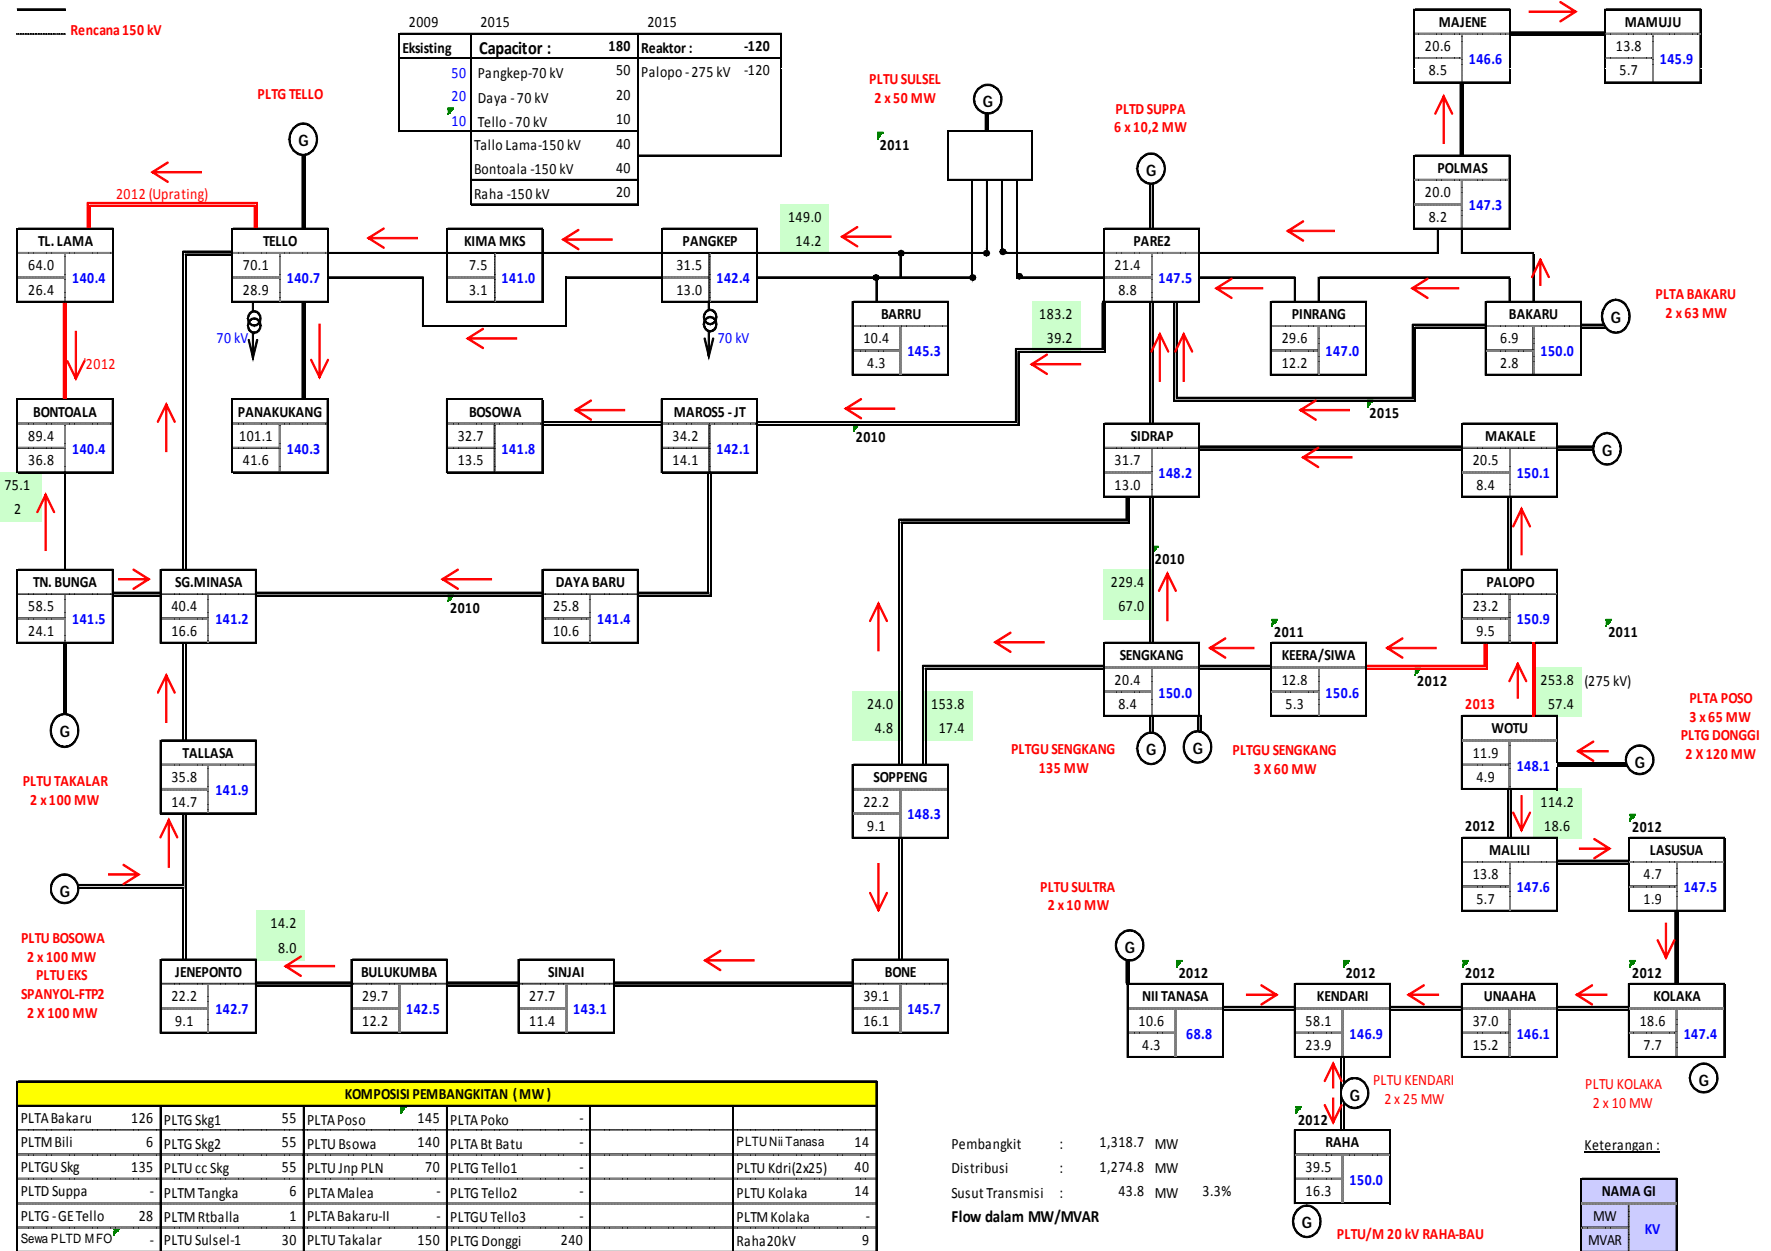 Rencana 150 kV
2009 2015 2015
Eksisting Capacitor : 180 Reaktor : -120
50 Pangkep-70 kV 50 Palopo - 275 kV -120
20 Daya - 70 kV 20
10 Tello - 70 kV 10
Tallo Lama-150 kV 40
Bontoala -150 kV 40
Raha -150 kV 20
PLTG TELLO
G
PLTU SULSEL
2 x 50 MW
G
2011
PLTD SUPPA
6 x 10,2 MW
G
MAJENE
20.6
146.6
8.5
MAMUJU
13.8
145.9
5.7
POLMAS
20.0
147.3
8.2
2012 (Uprating)
149.0
14.2
TL. LAMA
64.0
140.4
26.4
TELLO
70.1
140.7
28.9
KIMA MKS
7.5
141.0
3.1
PANGKEP
31.5
142.4
13.0
PARE2
21.4
147.5
8.8
70 kV
70 kV
BARRU
10.4
145.3
4.3
183.2
39.2
PINRANG
29.6
147.0
12.2
BAKARU
6.9
150.0
2.8
G
PLTA BAKARU
2 x 63 MW
2012
BONTOALA
89.4
140.4
36.8
PANAKUKANG
101.1
140.3
41.6
BOSOWA
32.7
141.8
13.5
MAROS5 - JT
34.2
142.1
14.1
2010
2015
SIDRAP
31.7
148.2
13.0
MAKALE
20.5
150.1
8.4
G
75.1
2
TN. BUNGA
58.5
141.5
24.1
SG.MINASA
40.4
141.2
16.6
2010
DAYA BARU
25.8
141.4
10.6
2010
229.4
67.0
PALOPO
23.2
150.9
9.5
2011
G
SENGKANG
20.4
150.0
8.4
2011
KEERA/SIWA
12.8
150.6
5.3
2012
253.8 (275 kV)
57.4
24.0
4.8
153.8
17.4
G
G
PLTGU SENGKANG
135 MW
PLTGU SENGKANG
3 X 60 MW
2013
WOTU
11.9
148.1
4.9
G
PLTA POSO
3 x 65 MW
PLTG DONGGI
2 X 120 MW
PLTU TAKALAR
2 x 100 MW
TALLASA
35.8
141.9
14.7
SOPPENG
22.2
148.3
9.1
114.2
18.6
2012
MALILI
13.8
147.6
5.7
2012
LASUSUA
4.7
147.5
1.9
G
PLTU BOSOWA
2 x 100 MW
PLTU EKS
SPANYOL-FTP2
2 X 100 MW
14.2
8.0
JENEPONTO
22.2
142.7
9.1
BULUKUMBA
29.7
142.5
12.2
SINJAI
27.7
143.1
11.4
BONE
39.1
145.7
16.1
PLTU SULTRA
2 x 10 MW
G
2012
NII TANASA
10.6
68.8
4.3
2012
KENDARI
58.1
146.9
23.9
2012
UNAAHA
37.0
146.1
15.2
2012
KOLAKA
18.6
147.4
7.7
G
PLTU KENDARI
2 x 25 MW
PLTU KOLAKA
2 x 10 MW
G
2012
RAHA
39.5
150.0
16.3
G
PLTU/M 20 kV RAHA-BAU
KOMPOSISI PEMBANGKITAN ( MW )
PLTA Bakaru 126 PLTG Skg1 55 PLTA Poso 145 PLTA Poko -
PLTM Bili 6 PLTG Skg2 55 PLTU Bsowa 140 PLTA Bt Batu - PLTU Nii Tanasa 14
PLTGU Skg 135 PLTU cc Skg 55 PLTU Jnp PLN 70 PLTG Tello1 - PLTU Kdri(2x25) 40
PLTD Suppa - PLTM Tangka 6 PLTA Malea - PLTG Tello2 - PLTU Kolaka 14
PLTG - GE Tello 28 PLTM Rtballa 1 PLTA Bakaru-II - PLTGU Tello3 - PLTM Kolaka -
Sewa PLTD MFO - PLTU Sulsel-1 30 PLTU Takalar 150 PLTG Donggi 240 Raha20kV 9
Pembangkit : 1,318.7 MW
Distribusi : 1,274.8 MW
Susut Transmisi : 43.8 MW 3.3%
Flow dalam MW/MVAR
Keterangan :
NAMA GI
MW
KV
MVAR